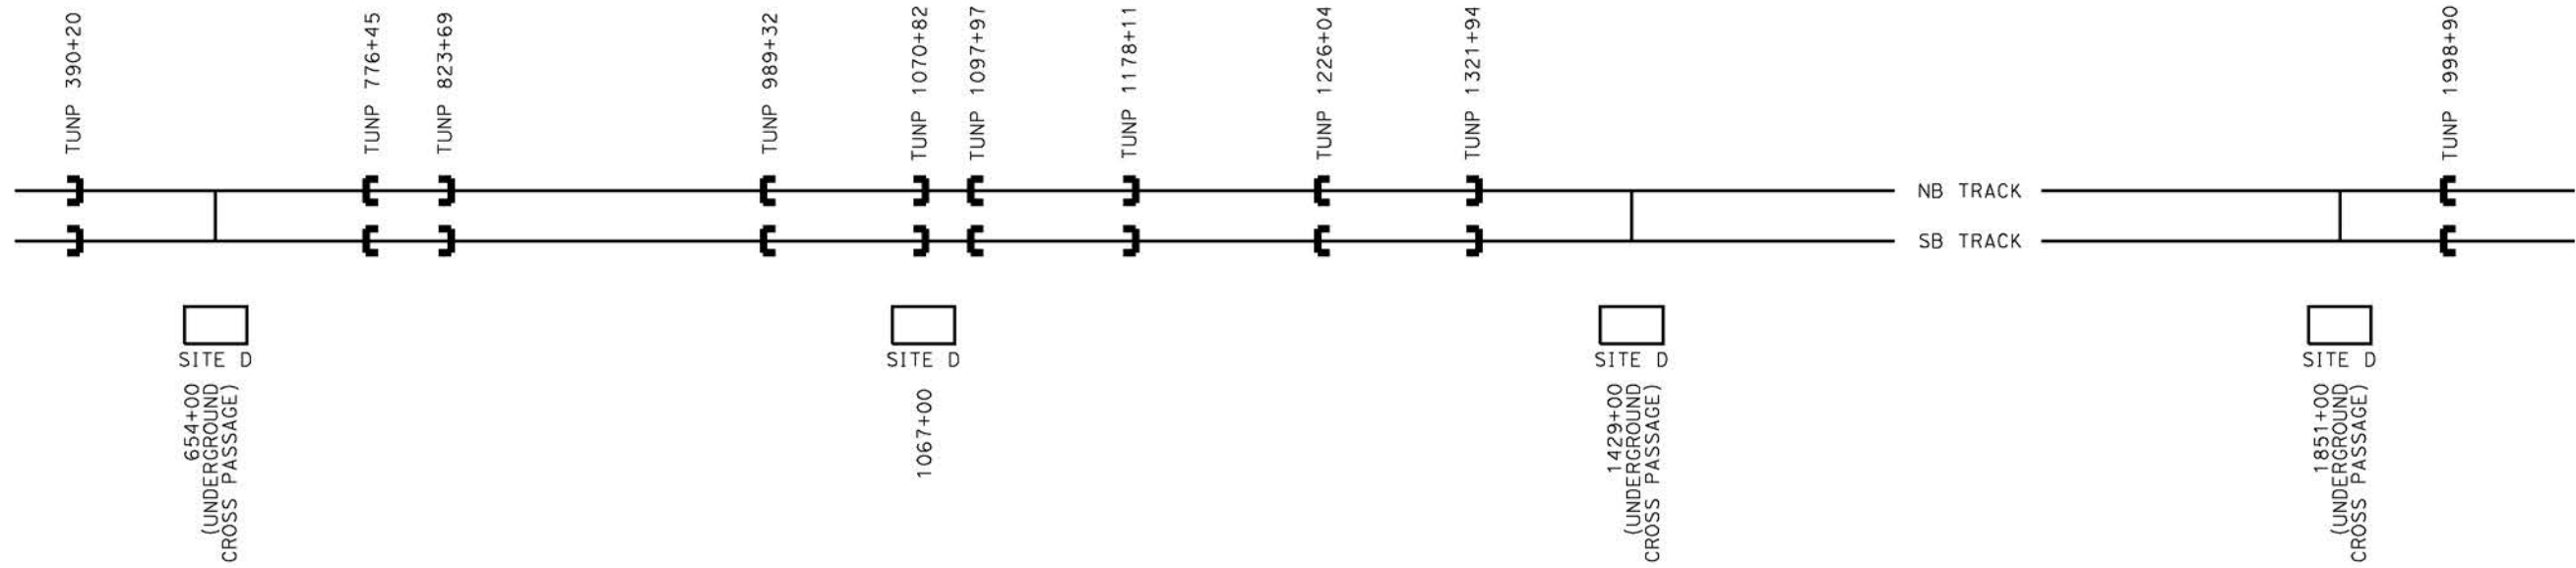 TUNP 390+20
TUNP 776+45
TUNP 823+69
TUNP 989+32
TUNP 1070+82
TUNP 1097+97
TUNP 1178+11
TUNP 1226+04
TUNP 1321+94
TUNP 1998+90
NB TRACK
SB TRACK
SITE D
654+00
(UNDERGROUND
CROSS PASSAGE)
SITE D
1067+00
SITE D
1429+00
(UNDERGROUND
CROSS PASSAGE)
SITE D
1851+00
(UNDERGROUND
CROSS PASSAGE)